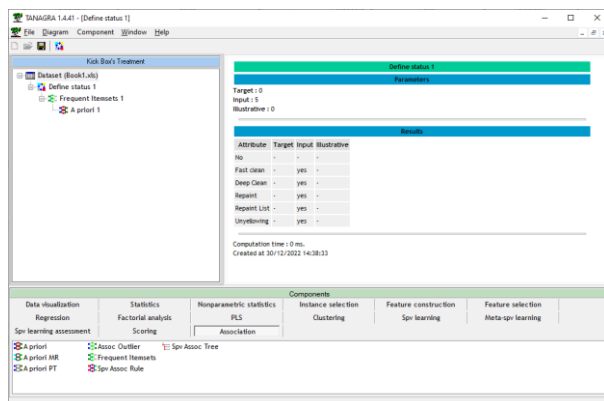 TANAGRA 1.4.41 - [Define status 1]
File Diagram Component Window Help
Kick Box's Treatment
Dataset (Book1.xls)
Define status 1
Frequent Itemsets 1
A priori 1
Define status 1
Parameters
Target : 0
Input : 5
Illustrative : 0
Results
Attribute Target Input Illustrative
No - - -
Fast clean - yes -
Deep Clean - yes -
Repaint - yes -
Repaint List - yes -
Unyellowing - yes -
Computation time : 0 ms.
Created at 30/12/2022 14:38:33
Components
Data visualization Statistics Nonparametric statistics Instance selection Feature construction Feature selection
Regression Factorial analysis PLS Clustering Spv learning Meta-spv learning
Spv learning assessment Scoring Association
A priori Assoc Outlier Spv Assoc Tree
A priori MR Frequent Itemsets
A priori PT Spv Assoc Rule